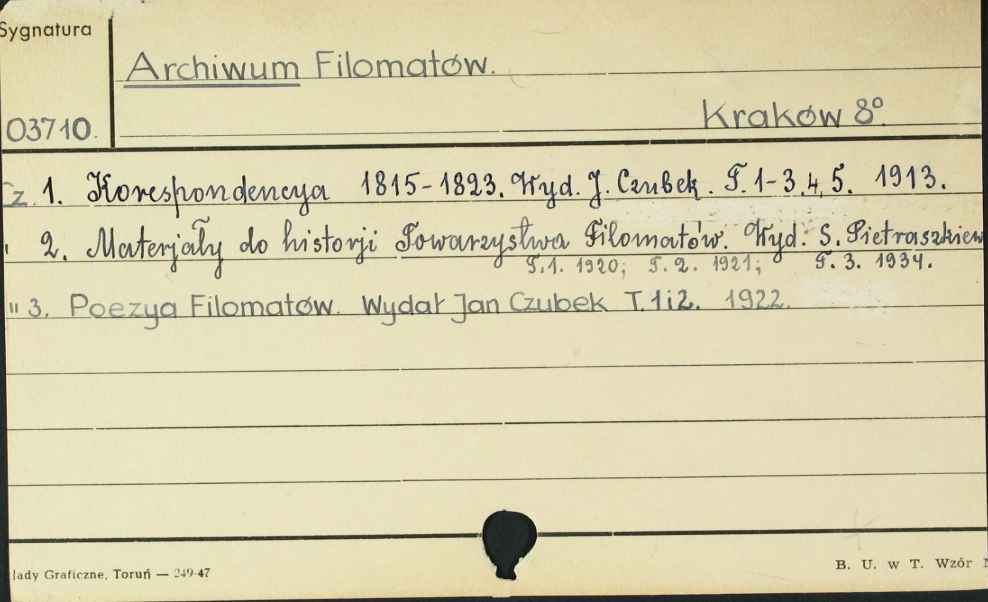 Sygnatura
Archiwum Filomatów.
03710.
Kraków 8º.
Cz. 1. Korespondencya 1815-1823. Wyd. J. Czubek. T. 1-3, 4, 5. 1913.
" 2. Materjały do historji Towarzystwa Filomatów. Wyd. S. Pietraszkiew
T. 1. 1920; T. 2. 1921; T. 3. 1934.
" 3. Poezya Filomatów. Wydał Jan Czubek T. 1 i 2. 1922.
łady Graficzne, Toruń — 249-47
B. U. w T. Wzór